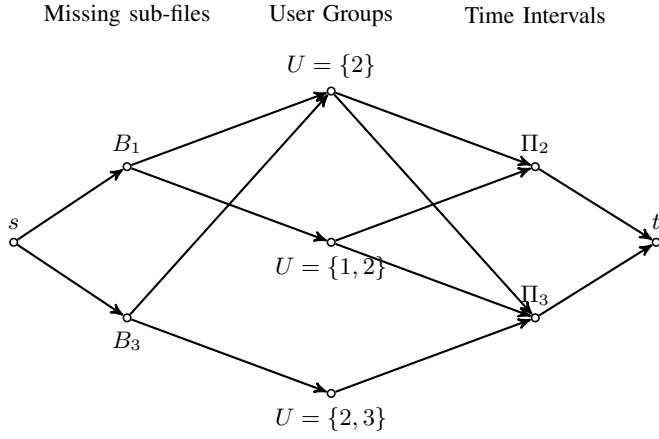 Missing sub-files User Groups Time Intervals
U = {2}
B₁ Π₂
s t
U = {1, 2}
Π₃
B₃
U = {2, 3}